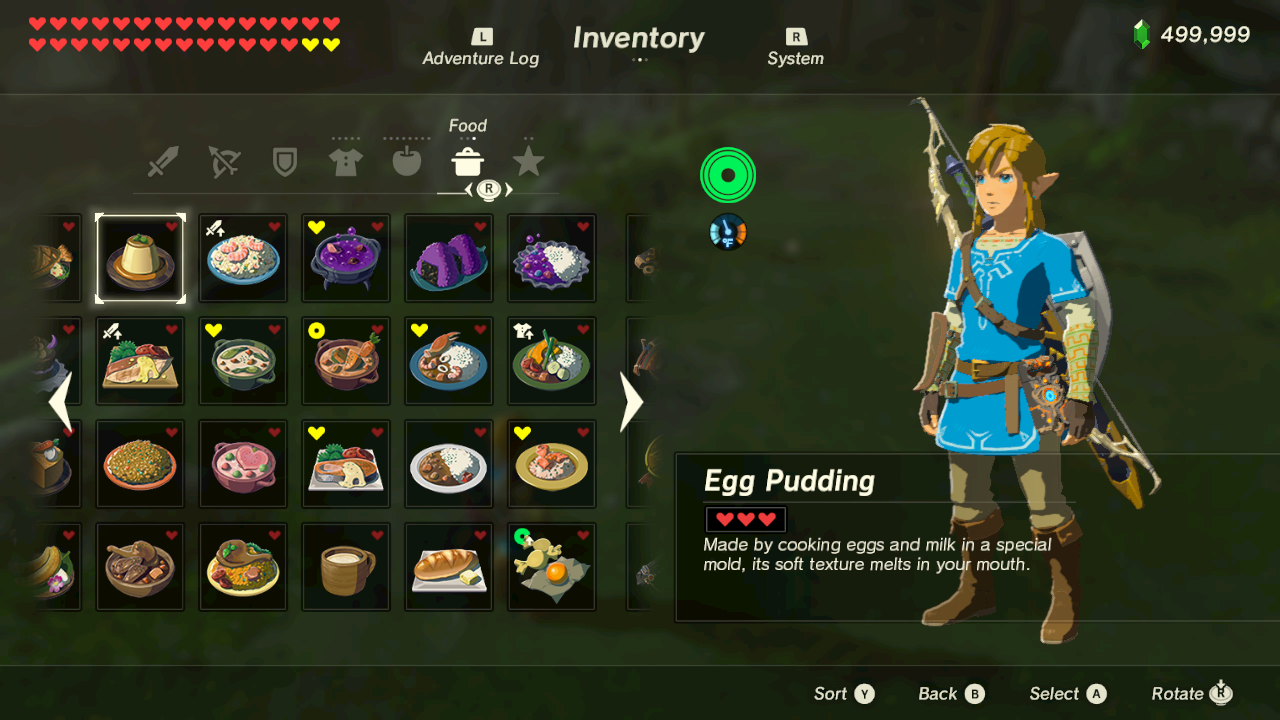 L
Adventure Log
Inventory
R
System
499,999
Food
R
°F
Egg Pudding
Made by cooking eggs and milk in a special
mold, its soft texture melts in your mouth.
Sort Y
Back B
Select A
Rotate R